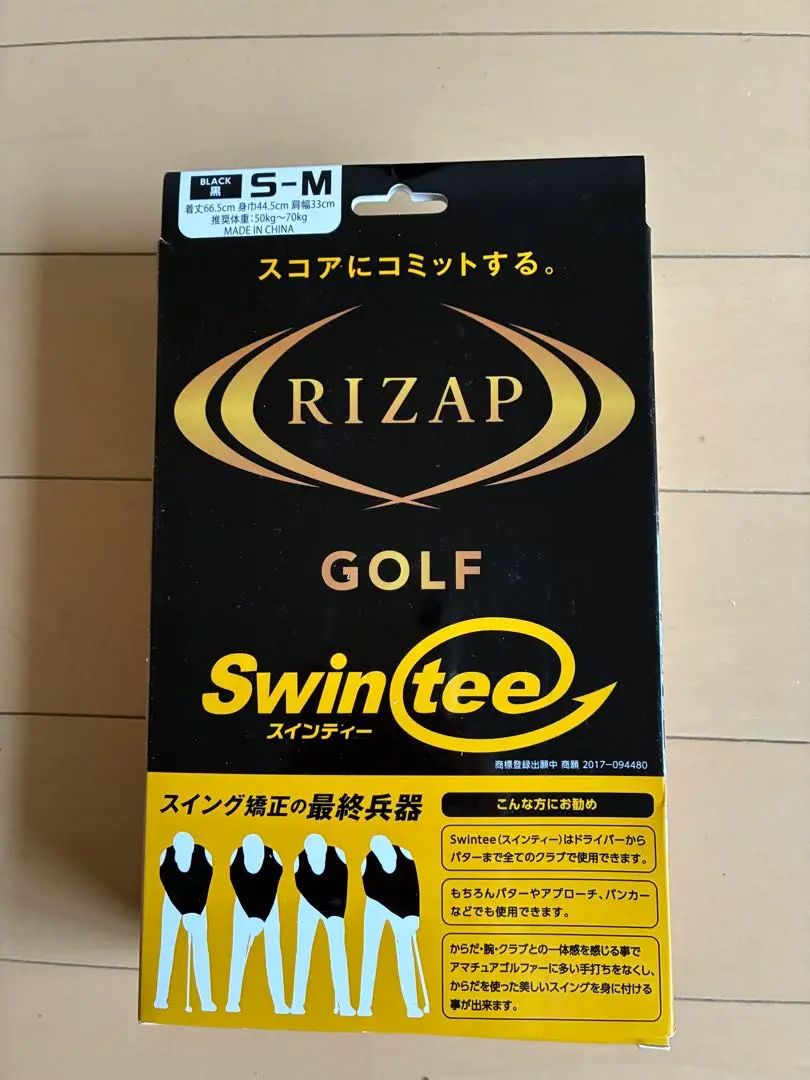 BLACK
黒
S-M
着丈66.5cm 身巾44.5cm 肩幅33cm
推奨体重:50kg〜70kg
MADE IN CHINA
スコアにコミットする。
RIZAP
GOLF
Swintee
スインティー
商標登録出願中 商願 2017-094480
スイング矯正の最終兵器
こんな方にお勧め
Swintee(スインティー)はドライバーから
パターまで全てのクラブで使用できます。
もちろんパターやアプローチ、バンカー
などでも使用できます。
からだ・腕・クラブとの一体感を感じる事で
アマチュアゴルファーに多い手打ちをなくし、
からだを使った美しいスイングを身に付ける
事が出来ます。